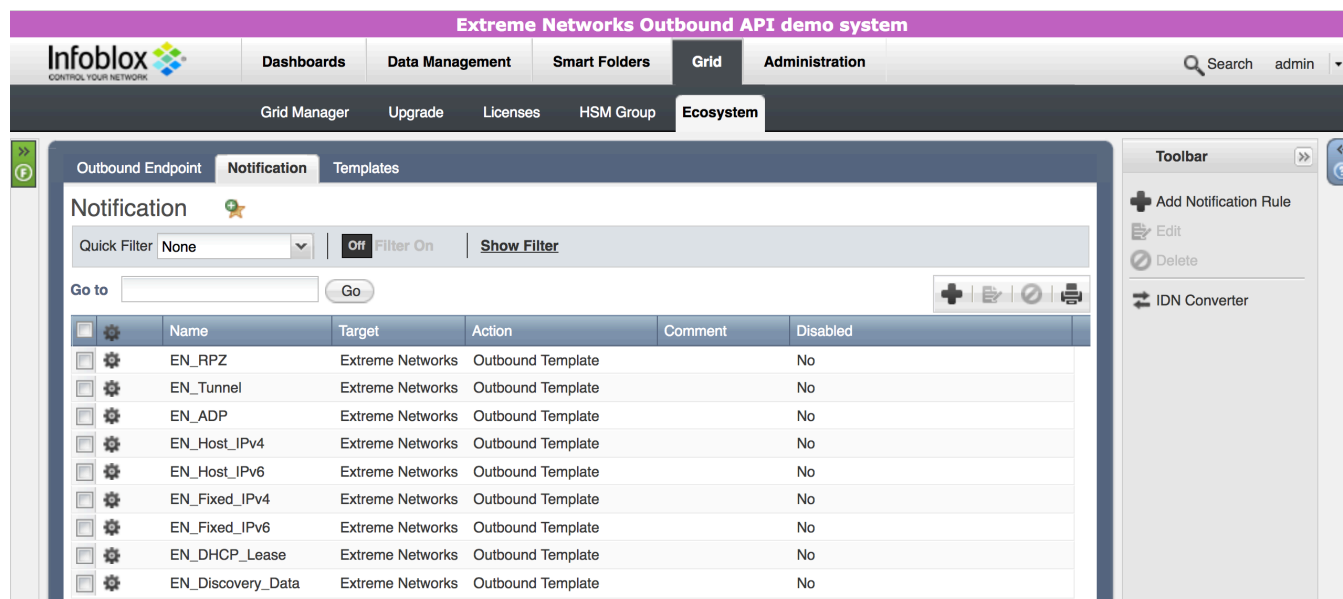 Extreme Networks Outbound API demo system
Infoblox
CONTROL YOUR NETWORK
Dashboards Data Management Smart Folders Grid Administration Search admin
Grid Manager Upgrade Licenses HSM Group Ecosystem
Outbound Endpoint Notification Templates
Toolbar
Notification
Add Notification Rule
Edit
Delete
IDN Converter
Quick Filter None Off Filter On Show Filter
Go to Go
Name Target Action Comment Disabled
EN_RPZ Extreme Networks Outbound Template No
EN_Tunnel Extreme Networks Outbound Template No
EN_ADP Extreme Networks Outbound Template No
EN_Host_IPv4 Extreme Networks Outbound Template No
EN_Host_IPv6 Extreme Networks Outbound Template No
EN_Fixed_IPv4 Extreme Networks Outbound Template No
EN_Fixed_IPv6 Extreme Networks Outbound Template No
EN_DHCP_Lease Extreme Networks Outbound Template No
EN_Discovery_Data Extreme Networks Outbound Template No